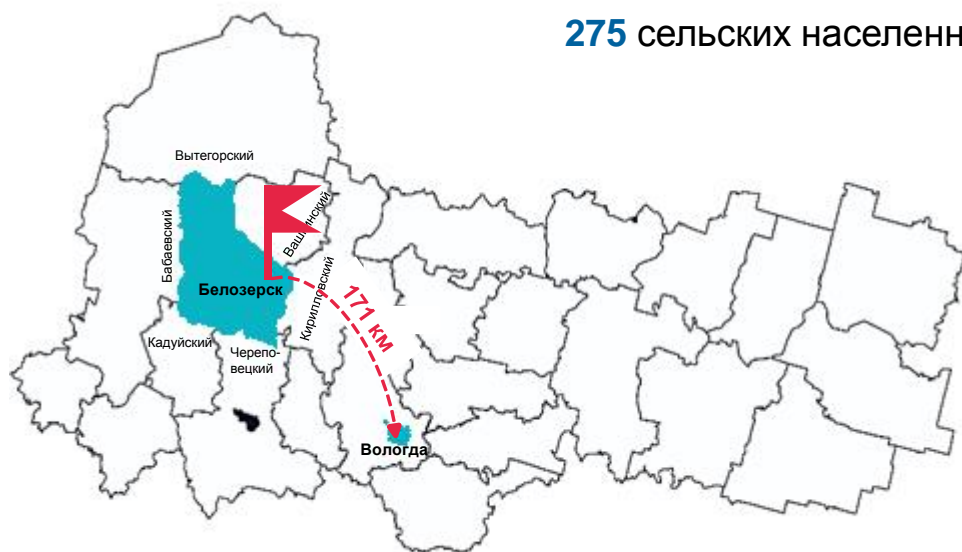 275 сельских населенн
Вытегорский
Вашкинский
Бабаевский
Белозерск
Кирилловский
171 км
Кадуйский
Черепо-
вецкий
Вологда